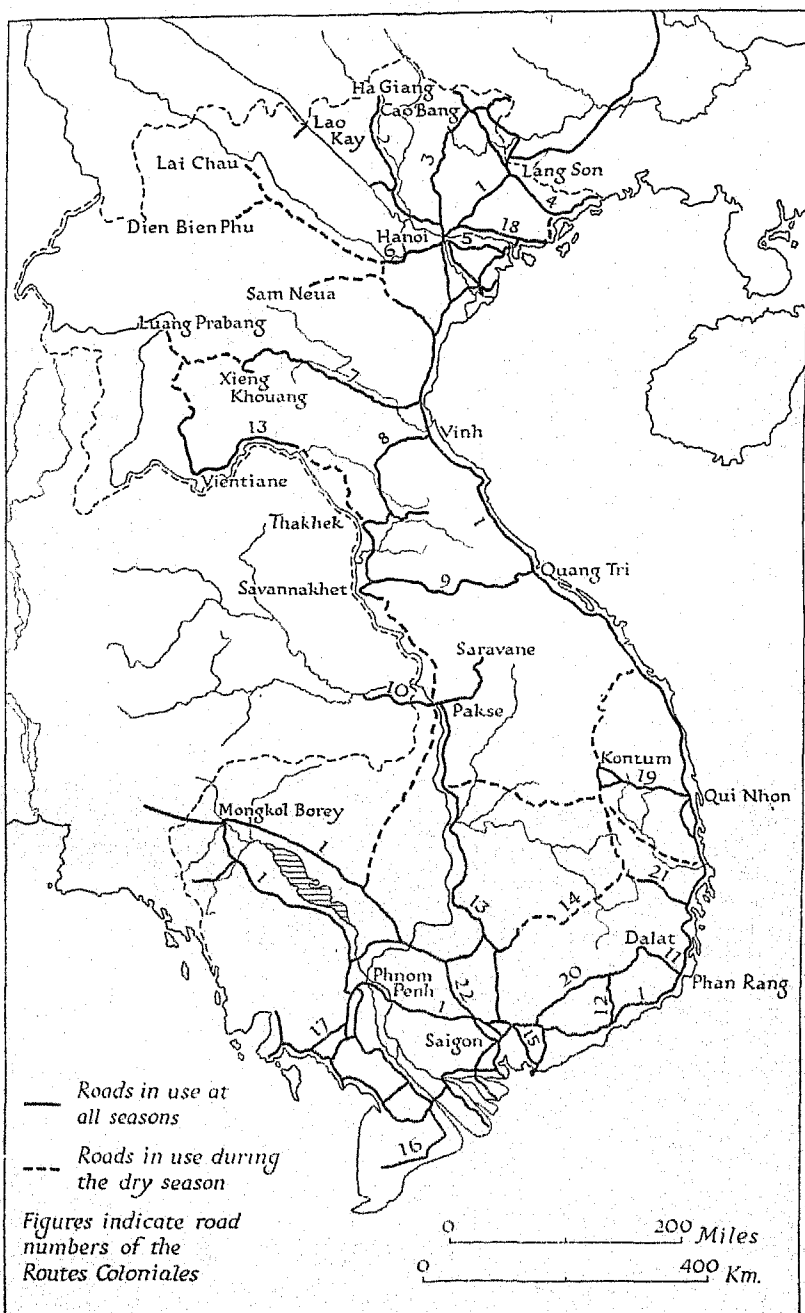 Ha Giang
Cao Bang
Lao
Kay
3
Lai Chau
1
Lang Son
4
Dien Bien Phu
Hanoi
18
5
6
Sam Neua
Luang Prabang
7
Xieng
Khouang
13
8
Vinh
Vientiane
1
Thakhek
Quang Tri
9
Savannakhet
Saravane
10
Pakse
Kontum
19
Qui Nhon
Mongkol Borey
1
1
21
13
14
Dalat
11
20
Phan Rang
Phnom
Penh
22
12
1
1
17
Saigon
15
16
Roads in use at
all seasons
Roads in use during
the dry season
Figures indicate road
numbers of the
Routes Coloniales
0 200 Miles
0 400 Km.